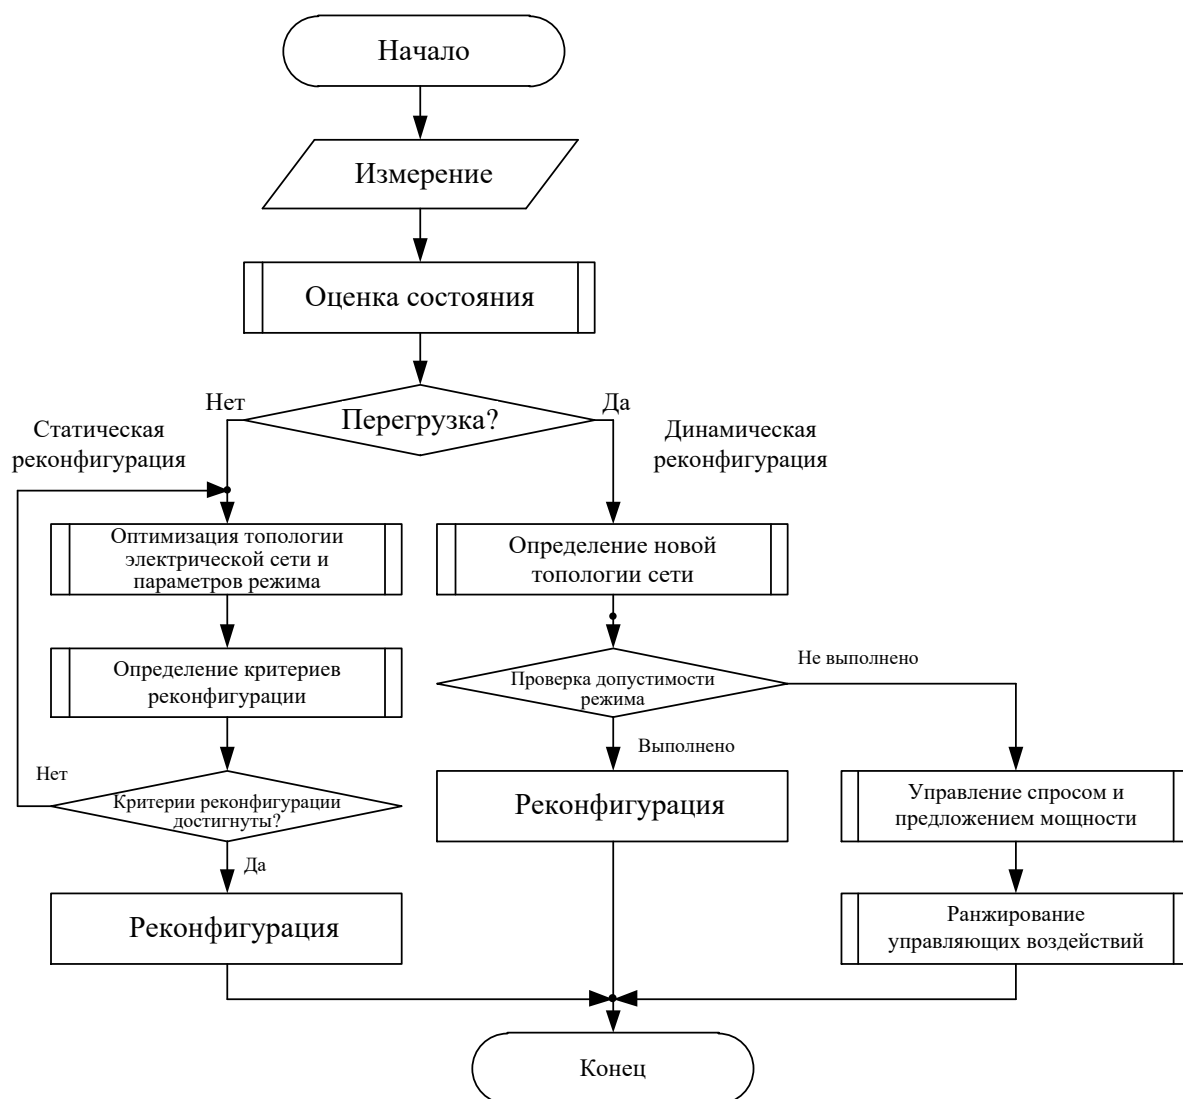 Начало
Измерение
Оценка состояния
Нет
Перегрузка?
Да
Статическая
реконфигурация
Динамическая
реконфигурация
Оптимизация топологии
электрической сети и
параметров режима
Определение новой
топологии сети
Определение критериев
реконфигурации
Проверка допустимости
режима
Не выполнено
Выполнено
Нет
Критерии реконфигурации
достигнуты?
Реконфигурация
Управление спросом и
предложением мощности
Да
Реконфигурация
Ранжирование
управляющих воздействий
Конец